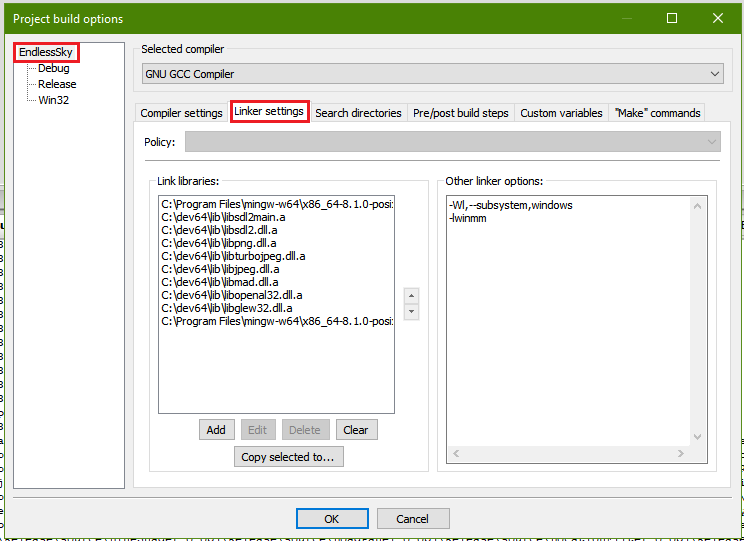 Project build options
EndlessSky
Debug
Release
Win32
Selected compiler
GNU GCC Compiler
Compiler settings
Linker settings
Search directories
Pre/post build steps
Custom variables
"Make" commands
Policy:
Link libraries:
C:\Program Files\mingw-w64\x86_64-8.1.0-posi
C:\dev64\lib\libsdl2main.a
C:\dev64\lib\libsdl2.dll.a
C:\dev64\lib\libpng.dll.a
C:\dev64\lib\libturbojpeg.dll.a
C:\dev64\lib\libjpeg.dll.a
C:\dev64\lib\libmad.dll.a
C:\dev64\lib\libopenal32.dll.a
C:\dev64\lib\libglew32.dll.a
C:\Program Files\mingw-w64\x86_64-8.1.0-posi
Add
Edit
Delete
Clear
Copy selected to...
Other linker options:
-Wl,--subsystem,windows
-lwinmm
OK
Cancel